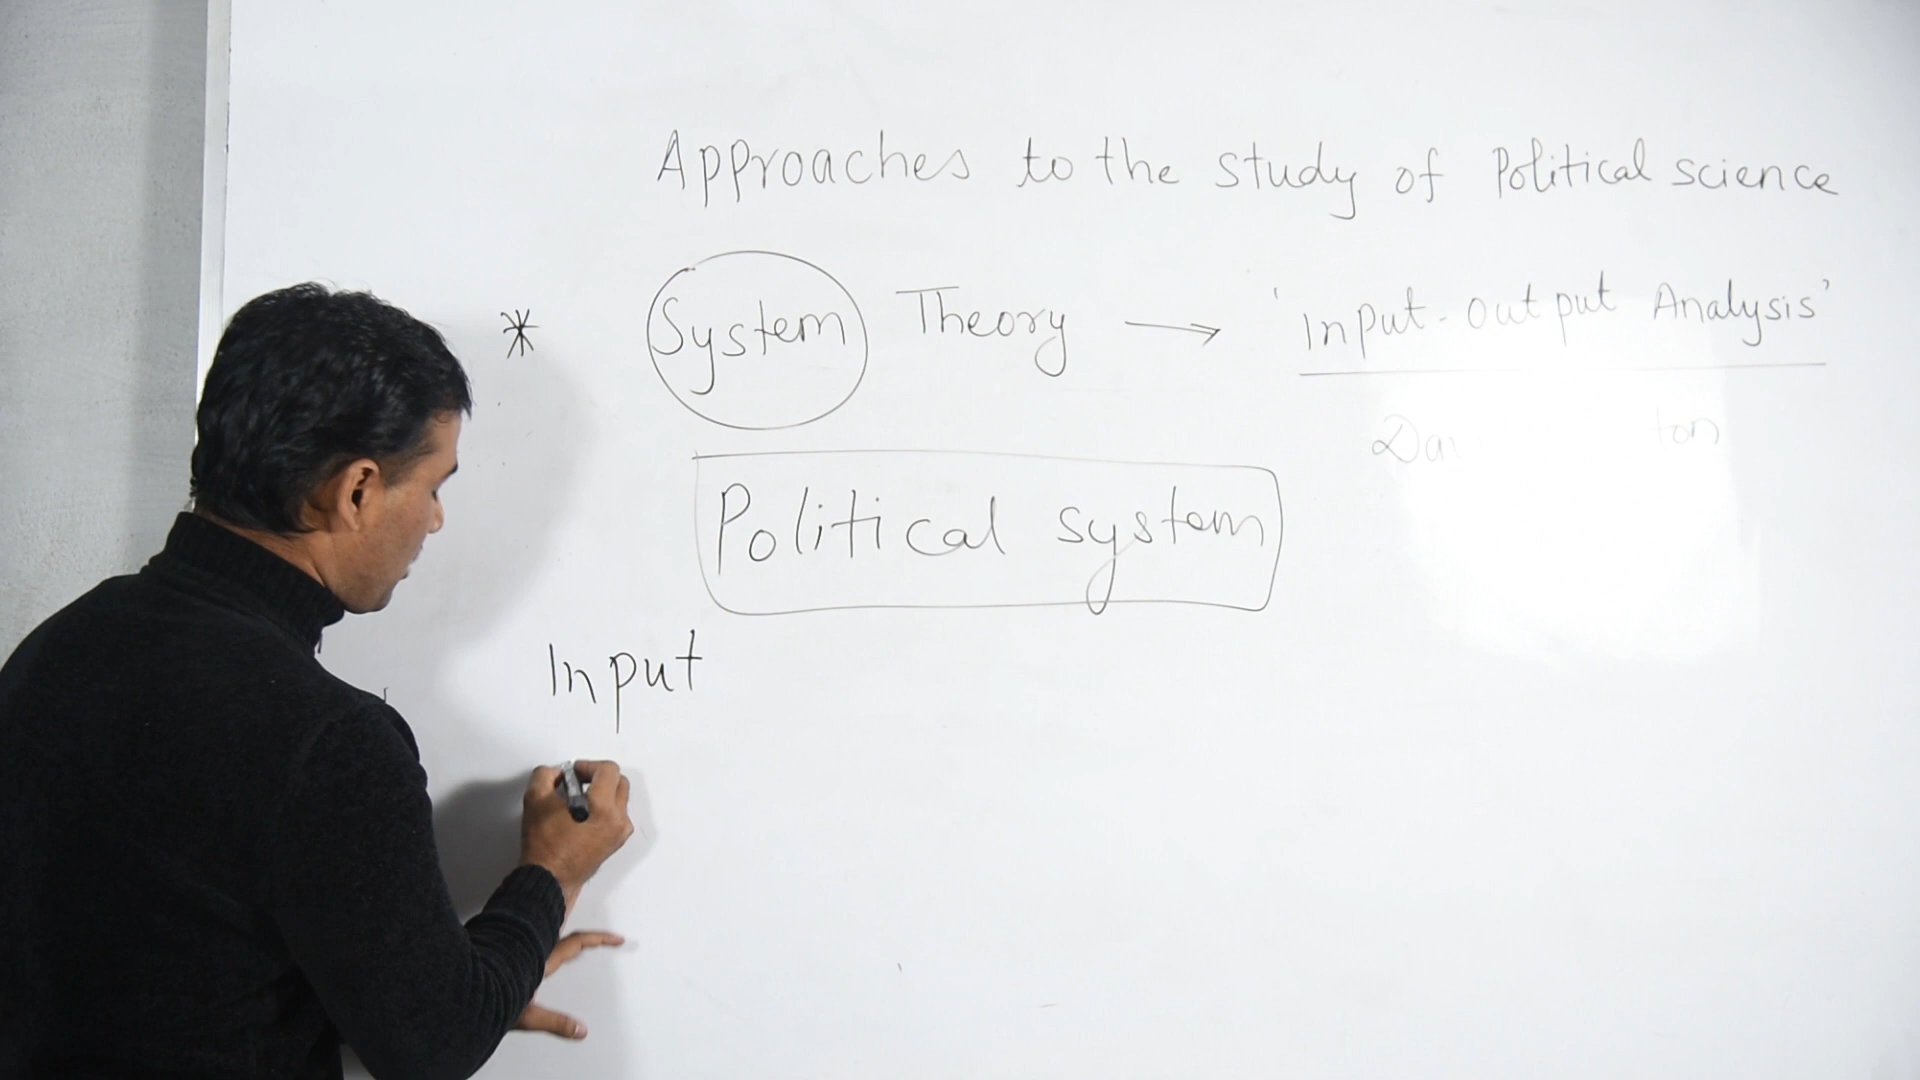 Approaches to the study of Political science
* System Theory → 'Input-output Analysis'
Political system
Input